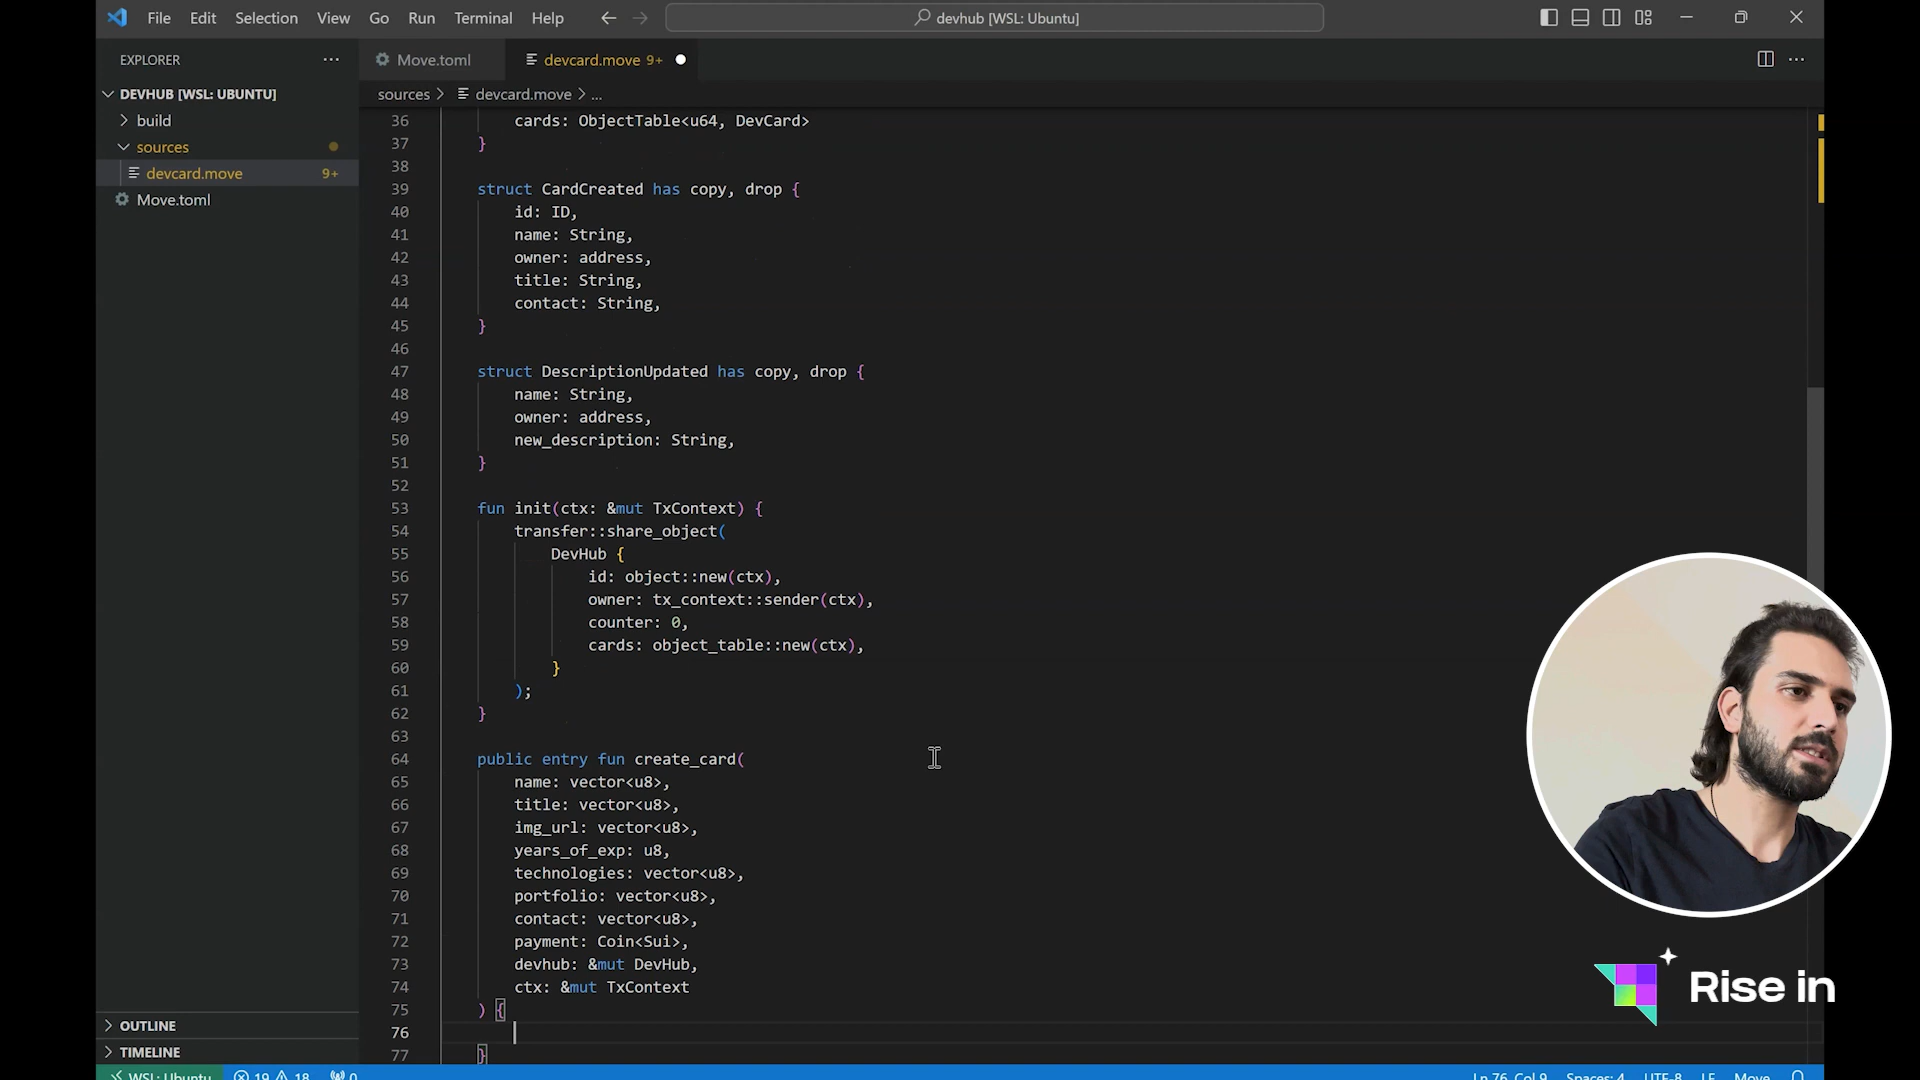 File Edit Selection View Go Run Terminal Help
devhub [WSL: Ubuntu]
EXPLORER
DEVHUB [WSL: UBUNTU]
build
sources
devcard.move 9+
Move.toml
OUTLINE
TIMELINE
Move.toml
devcard.move 9+
sources > devcard.move > ...
36 cards: ObjectTable<u64, DevCard>
37 }
38
39 struct CardCreated has copy, drop {
40 id: ID,
41 name: String,
42 owner: address,
43 title: String,
44 contact: String,
45 }
46
47 struct DescriptionUpdated has copy, drop {
48 name: String,
49 owner: address,
50 new_description: String,
51 }
52
53 fun init(ctx: &mut TxContext) {
54 transfer::share_object(
55 DevHub {
56 id: object::new(ctx),
57 owner: tx_context::sender(ctx),
58 counter: 0,
59 cards: object_table::new(ctx),
60 }
61 );
62 }
63
64 public entry fun create_card(
65 name: vector<u8>,
66 title: vector<u8>,
67 img_url: vector<u8>,
68 years_of_exp: u8,
69 technologies: vector<u8>,
70 portfolio: vector<u8>,
71 contact: vector<u8>,
72 payment: Coin<Sui>,
73 devhub: &mut DevHub,
74 ctx: &mut TxContext
75 ) {
76
77 }
Rise in
WSL: Ubuntu 19 18 0 Ln 76, Col 9 Spaces: 4 UTF-8 LF Move